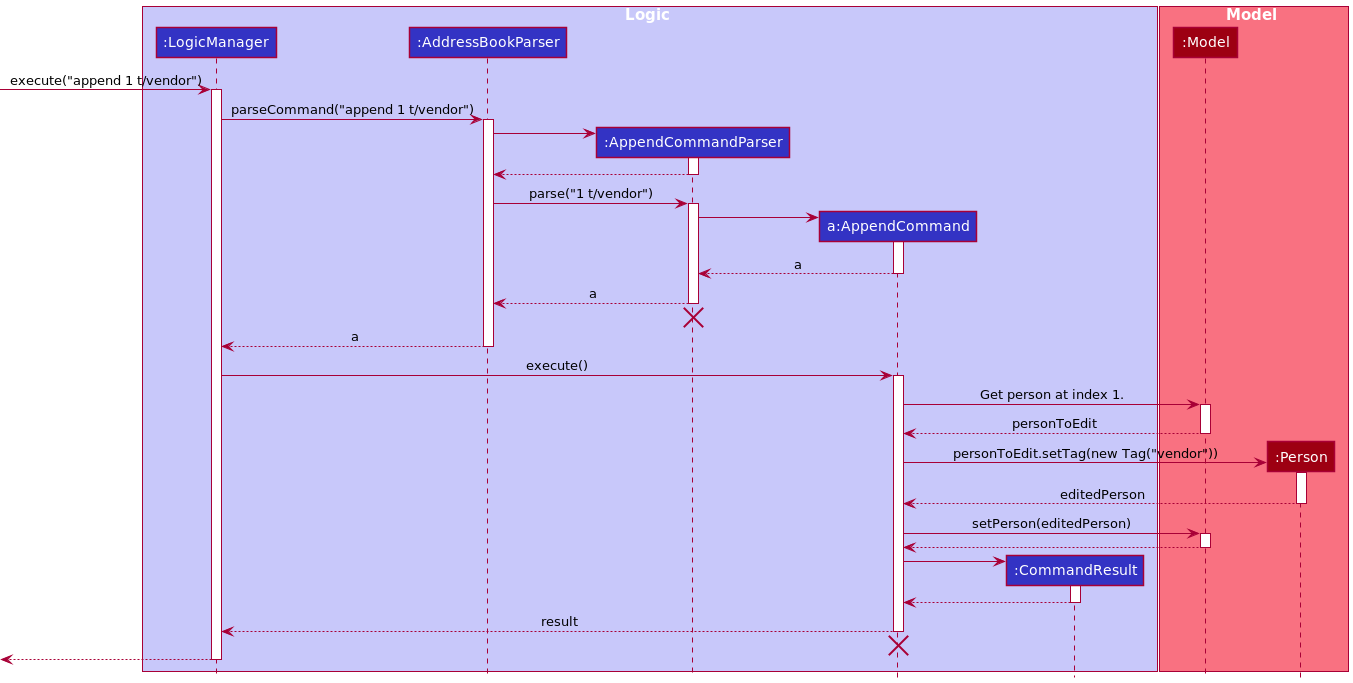 Logic
Model
:LogicManager
:AddressBookParser
:Model
execute("append 1 t/vendor")
parseCommand("append 1 t/vendor")
:AppendCommandParser
parse("1 t/vendor")
a:AppendCommand
a
a
a
execute()
Get person at index 1.
personToEdit
personToEdit.setTag(new Tag("vendor"))
:Person
editedPerson
setPerson(editedPerson)
:CommandResult
result